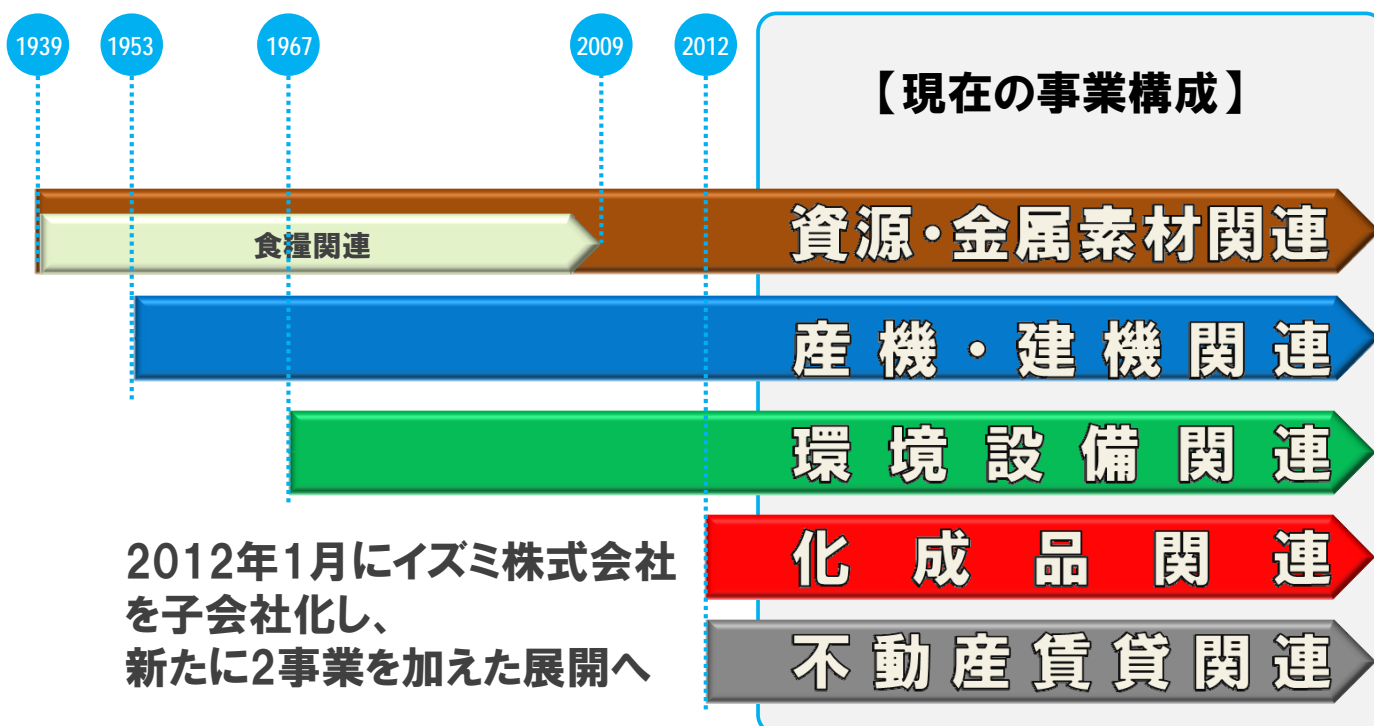 1939
1953
1967
2009
2012
【現在の事業構成】
資源・金属素材関連
食糧関連
産機・建機関連
環境設備関連
化成品関連
不動産賃貸関連
2012年1月にイズミ株式会社
を子会社化し、
新たに2事業を加えた展開へ